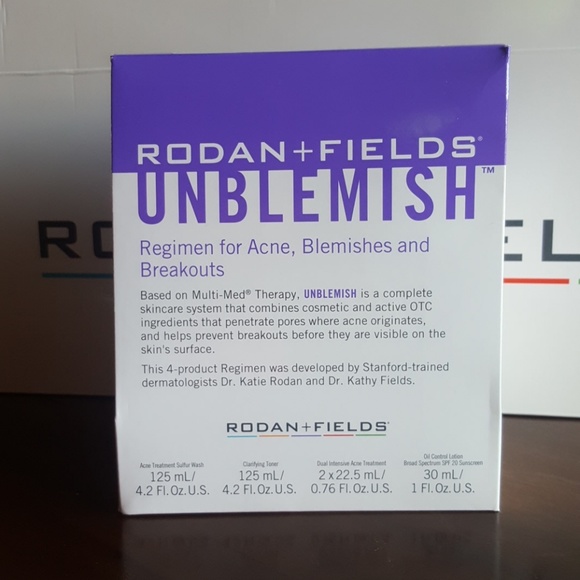 RODAN+FIELDS®
UNBLEMISH™
Regimen for Acne, Blemishes and
Breakouts
Based on Multi-Med® Therapy, UNBLEMISH is a complete
skincare system that combines cosmetic and active OTC
ingredients that penetrate pores where acne originates,
and helps prevent breakouts before they are visible on the
skin's surface.
This 4-product Regimen was developed by Stanford-trained
dermatologists Dr. Katie Rodan and Dr. Kathy Fields.
RODAN+FIELDS®
Acne Treatment Sulfur Wash
125 mL/
4.2 Fl. Oz. U.S.
Clarifying Toner
125 mL/
4.2 Fl. Oz. U.S.
Dual Intensive Acne Treatment
2 x 22.5 mL/
0.76 Fl. Oz. U.S.
Oil Control Lotion
Broad Spectrum SPF 20 Sunscreen
30 mL/
1 Fl. Oz. U.S.
RO
ELDS